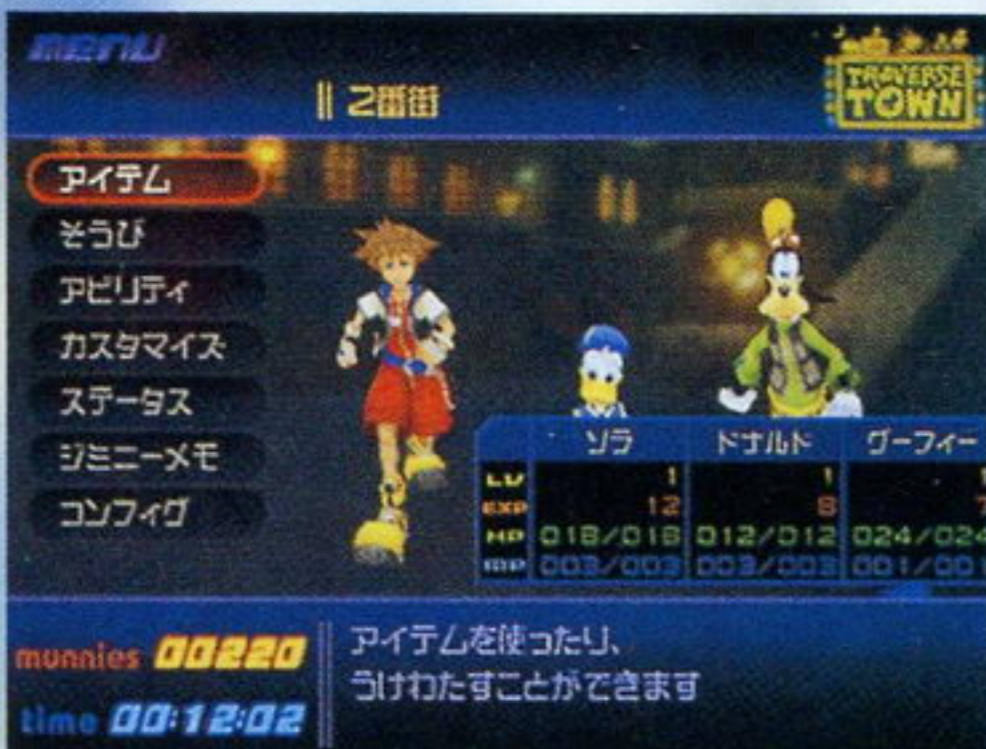 menu
2番街
TRAVERSE
TOWN
アイテム
そうび
アビリティ
カスタマイズ
ステータス
ジミニーメモ
コンフィグ
ソラ ドナルド グーフィー
LV 1 1 1
EXP 12 8 7
HP 018/018 012/012 024/024
MP 003/003 003/003 001/001
munnies 00220
time 00:12:02
アイテムを使ったり、
うけわたすことができます